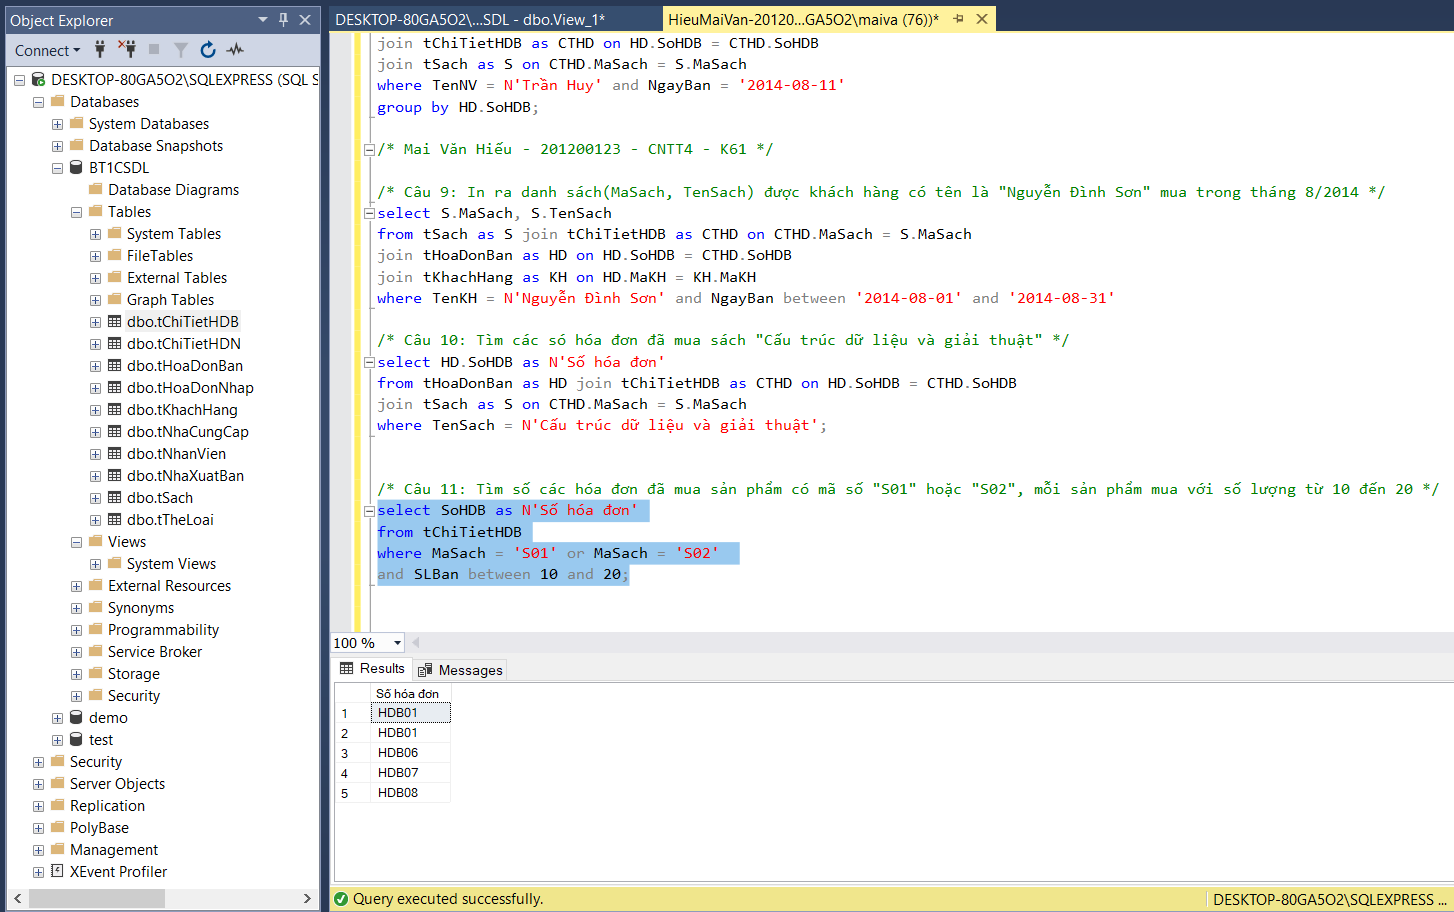 Object Explorer
Connect
DESKTOP-80GA5O2\SQLEXPRESS (SQL S
Databases
System Databases
Database Snapshots
BT1CSDL
Database Diagrams
Tables
System Tables
FileTables
External Tables
Graph Tables
dbo.tChiTietHDB
dbo.tChiTietHDN
dbo.tHoaDonBan
dbo.tHoaDonNhap
dbo.tKhachHang
dbo.tNhaCungCap
dbo.tNhanVien
dbo.tNhaXuatBan
dbo.tSach
dbo.tTheLoai
Views
System Views
External Resources
Synonyms
Programmability
Service Broker
Storage
Security
demo
test
Security
Server Objects
Replication
PolyBase
Management
XEvent Profiler
DESKTOP-80GA5O2\...SDL - dbo.View_1*
HieuMaiVan-20120...GA5O2\maiva (76))*
join tChiTietHDB as CTHD on HD.SoHDB = CTHD.SoHDB
join tSach as S on CTHD.MaSach = S.MaSach
where TenNV = N'Trần Huy' and NgayBan = '2014-08-11'
group by HD.SoHDB;
/* Mai Văn Hiếu - 201200123 - CNTT4 - K61 */
/* Câu 9: In ra danh sách(MaSach, TenSach) được khách hàng có tên là "Nguyễn Đình Sơn" mua trong tháng 8/2014 */
select S.MaSach, S.TenSach
from tSach as S join tChiTietHDB as CTHD on CTHD.MaSach = S.MaSach
join tHoaDonBan as HD on HD.SoHDB = CTHD.SoHDB
join tKhachHang as KH on HD.MaKH = KH.MaKH
where TenKH = N'Nguyễn Đình Sơn' and NgayBan between '2014-08-01' and '2014-08-31'
/* Câu 10: Tìm các só hóa đơn đã mua sách "Cấu trúc dữ liệu và giải thuật" */
select HD.SoHDB as N'Số hóa đơn'
from tHoaDonBan as HD join tChiTietHDB as CTHD on HD.SoHDB = CTHD.SoHDB
join tSach as S on CTHD.MaSach = S.MaSach
where TenSach = N'Cấu trúc dữ liệu và giải thuật';
/* Câu 11: Tìm số các hóa đơn đã mua sản phẩm có mã số "S01" hoặc "S02", mỗi sản phẩm mua với số lượng từ 10 đến 20 */
select SoHDB as N'Số hóa đơn'
from tChiTietHDB
where MaSach = 'S01' or MaSach = 'S02'
and SLBan between 10 and 20;
100 %
Results
Messages
Số hóa đơn
1 HDB01
2 HDB01
3 HDB06
4 HDB07
5 HDB08
Query executed successfully.
DESKTOP-80GA5O2\SQLEXPRESS ...